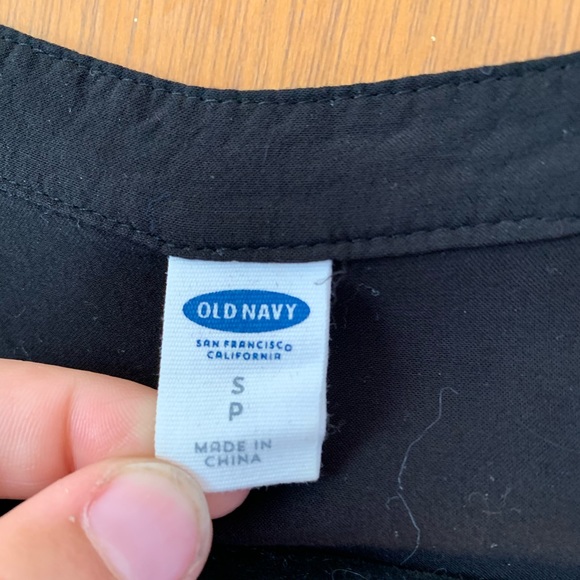 OLD NAVY
SAN FRANCISCO
CALIFORNIA
S
P
MADE IN
CHINA